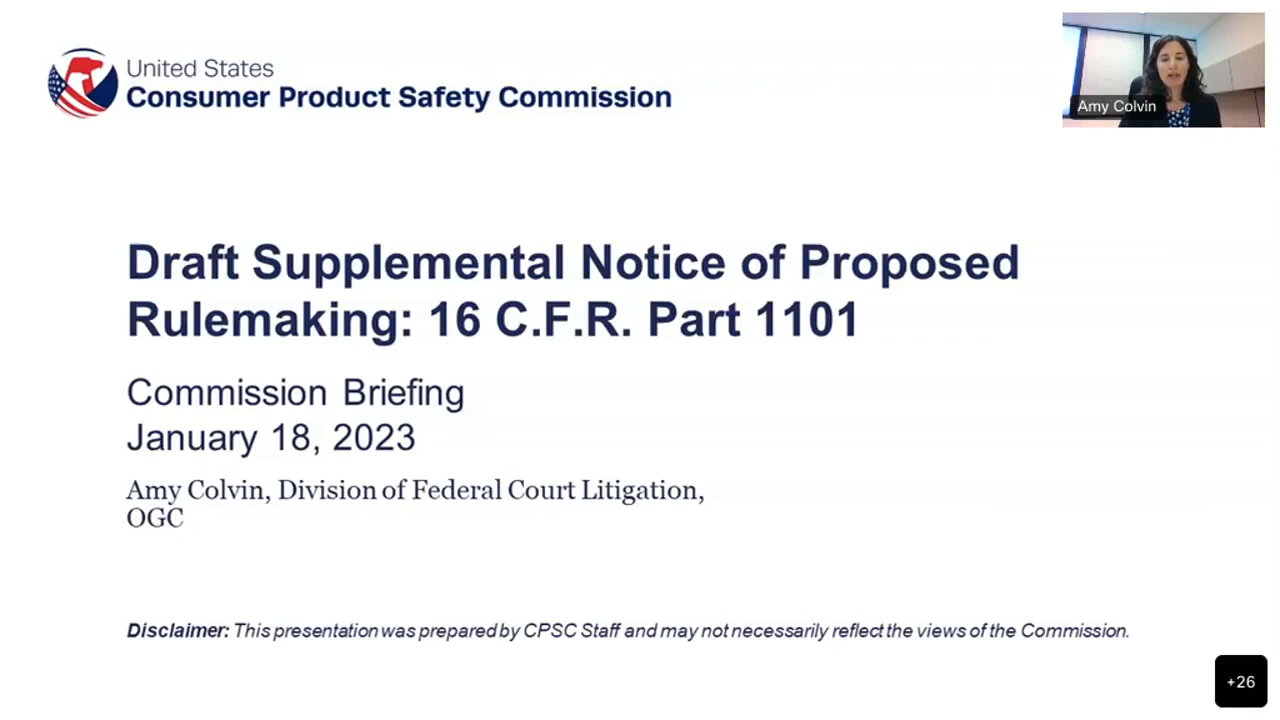 United States
Consumer Product Safety Commission
Amy Colvin
Draft Supplemental Notice of Proposed
Rulemaking: 16 C.F.R. Part 1101
Commission Briefing
January 18, 2023
Amy Colvin, Division of Federal Court Litigation,
OGC
Disclaimer: This presentation was prepared by CPSC Staff and may not necessarily reflect the views of the Commission.
+26